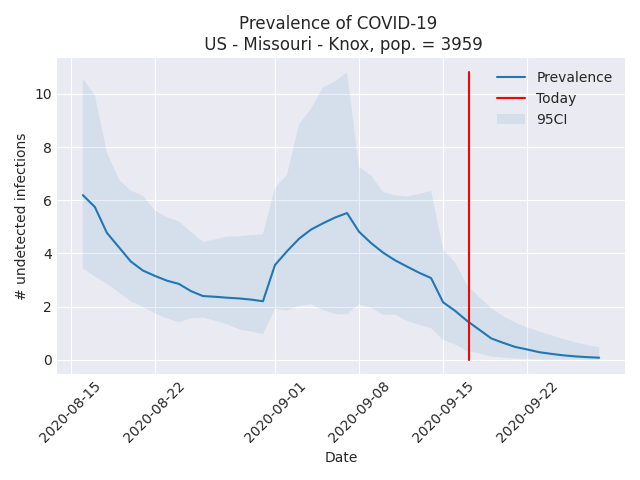 Prevalence of COVID-19
US - Missouri - Knox, pop. = 3959
Prevalence
Today
95CI
# undetected infections
10
8
6
4
2
0
2020-08-15
2020-08-22
2020-09-01
2020-09-08
2020-09-15
2020-09-22
Date